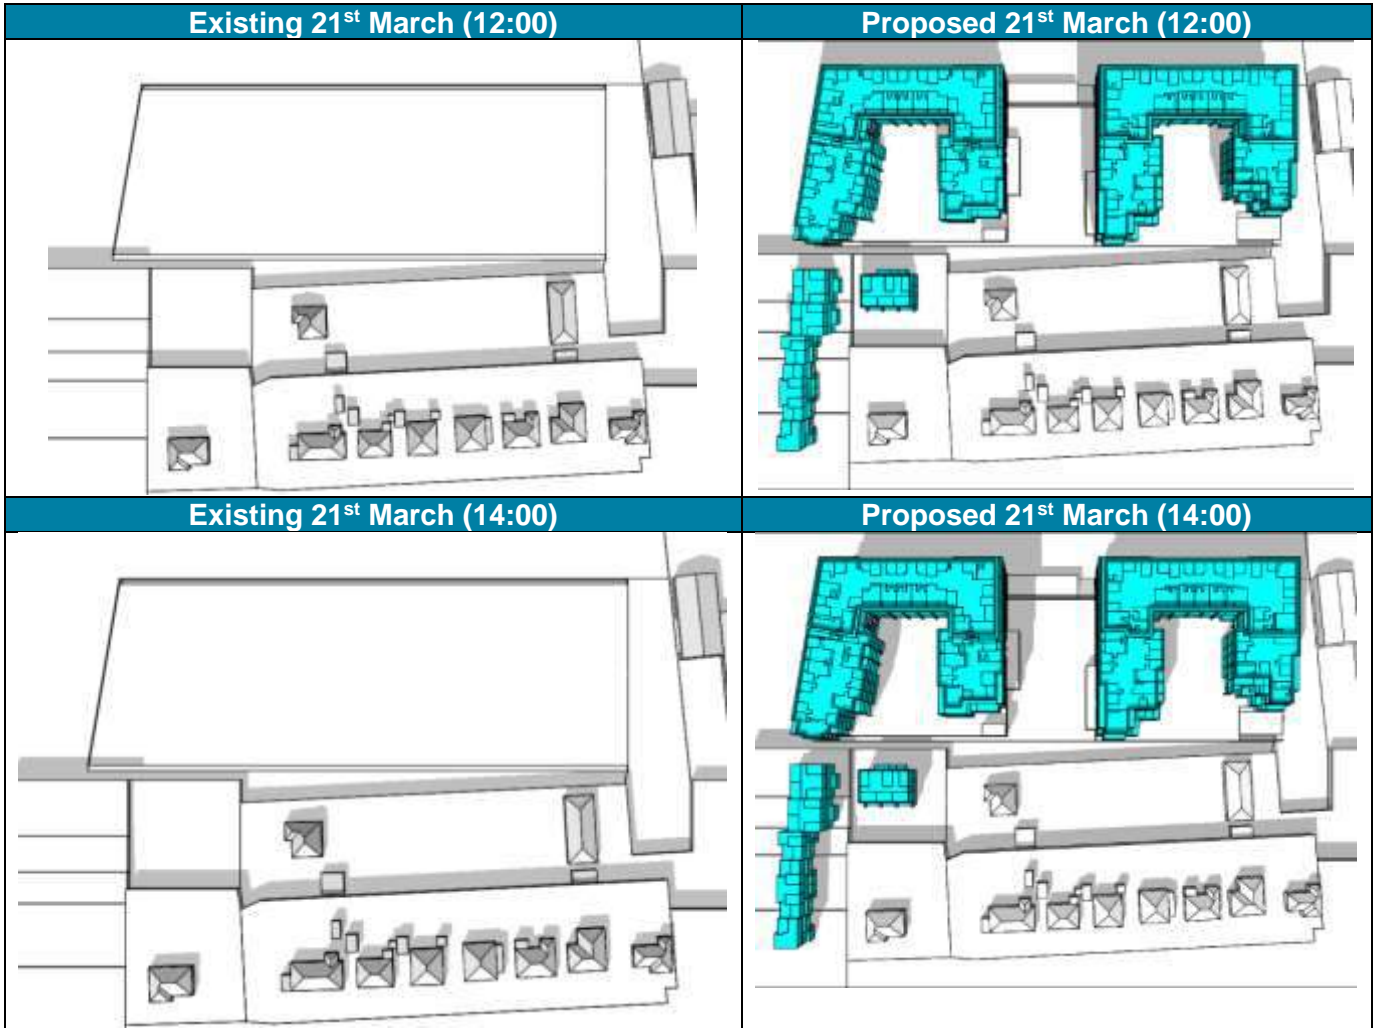 Existing 21st March (12:00)
Proposed 21st March (12:00)
Existing 21st March (14:00)
Proposed 21st March (14:00)